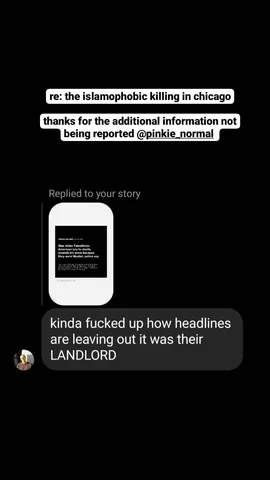 re: the islamophobic killing in chicago
thanks for the additional information not
being reported @pinkie_normal
Replied to your story
kinda fucked up how headlines
are leaving out it was their
LANDLORD